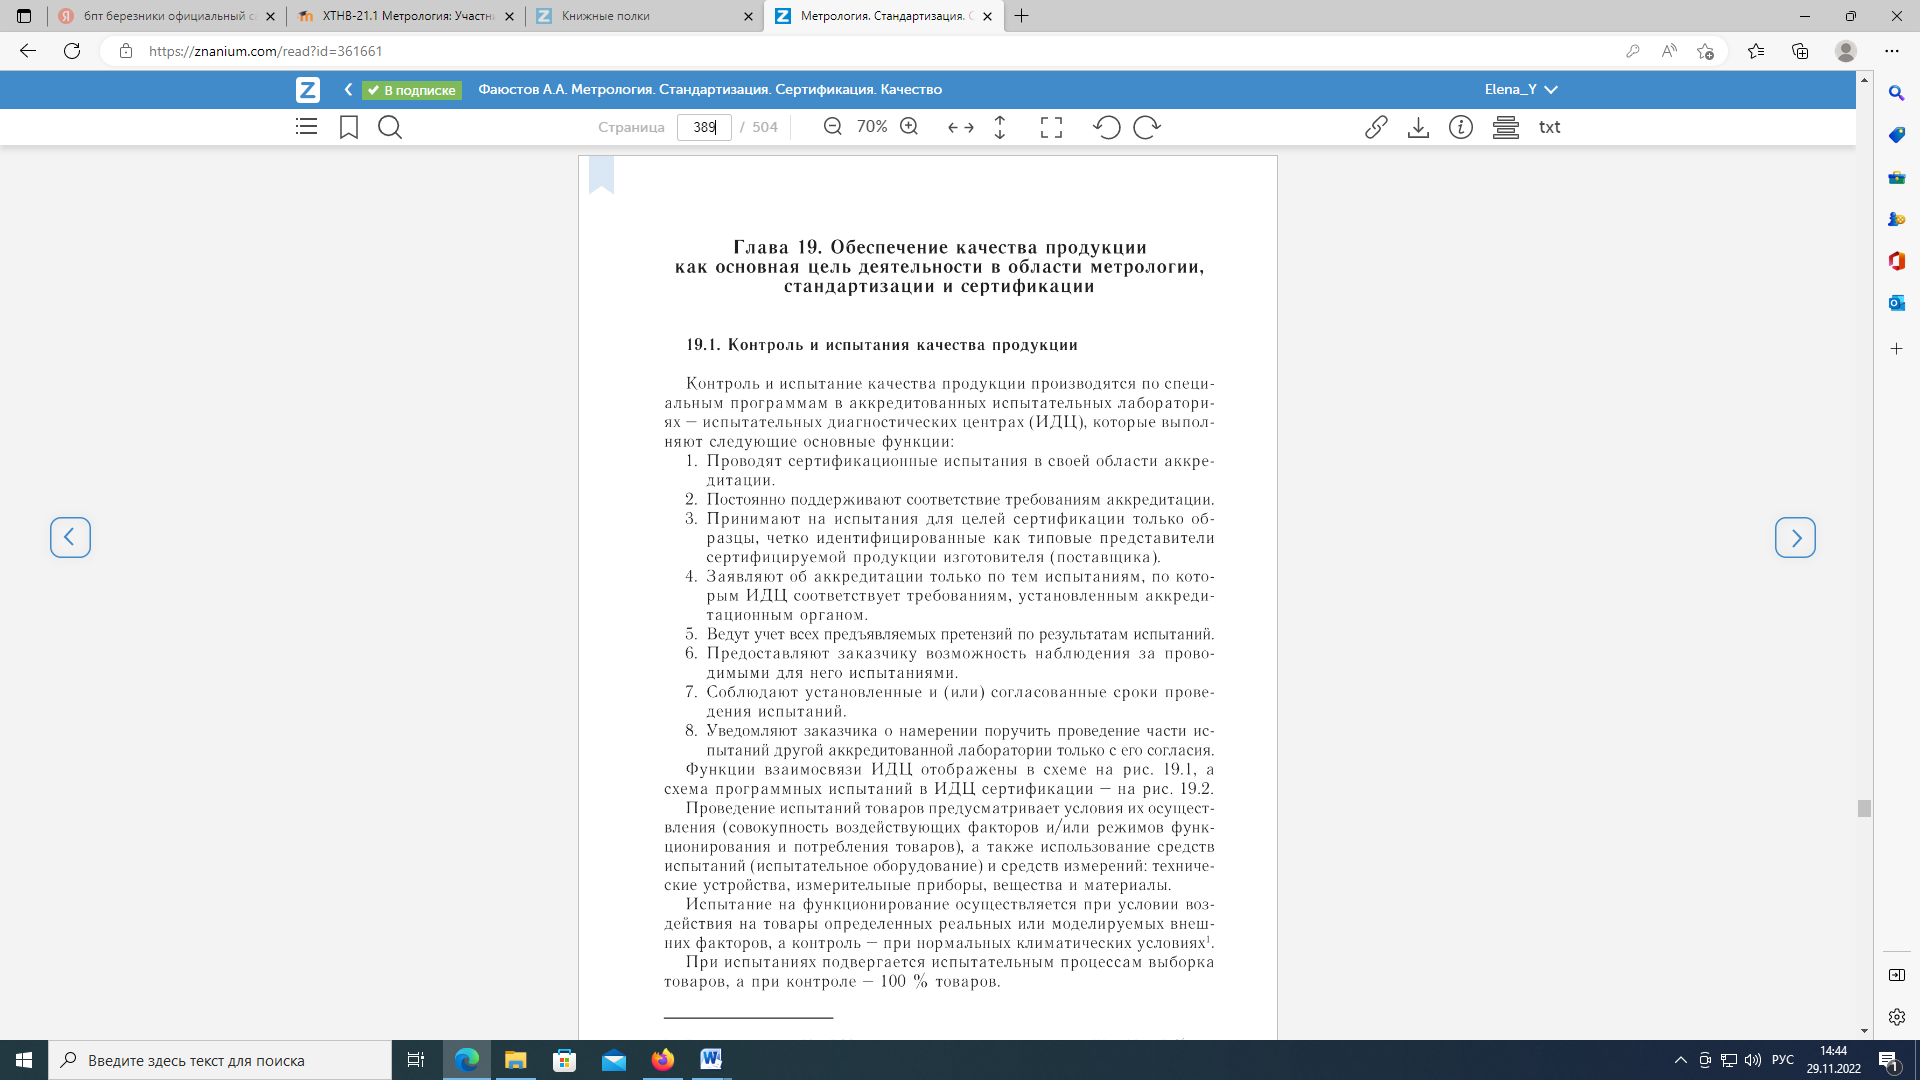 бпт березники официальный са
ХТНВ-21.1 Метрология: Участни
Книжные полки
Метрология. Стандартизация. С
https://znanium.com/read?id=361661
В подписке
Фаюстов А.А. Метрология. Стандартизация. Сертификация. Качество
Elena_Y
Страница 389 / 504
70%
txt
Глава 19. Обеспечение качества продукции
как основная цель деятельности в области метрологии,
стандартизации и сертификации
19.1. Контроль и испытания качества продукции
Контроль и испытание качества продукции производятся по специ-
альным программам в аккредитованных испытательных лаборатори-
ях – испытательных диагностических центрах (ИДЦ), которые выпол-
няют следующие основные функции:
1. Проводят сертификационные испытания в своей области аккре-
дитации.
2. Постоянно поддерживают соответствие требованиям аккредитации.
3. Принимают на испытания для целей сертификации только об-
разцы, четко идентифицированные как типовые представители
сертифицируемой продукции изготовителя (поставщика).
4. Заявляют об аккредитации только по тем испытаниям, по кото-
рым ИДЦ соответствует требованиям, установленным аккреди-
тационным органом.
5. Ведут учет всех предъявляемых претензий по результатам испытаний.
6. Предоставляют заказчику возможность наблюдения за прово-
димыми для него испытаниями.
7. Соблюдают установленные и (или) согласованные сроки прове-
дения испытаний.
8. Уведомляют заказчика о намерении поручить проведение части ис-
пытаний другой аккредитованной лаборатории только с его согласия.
Функции взаимосвязи ИДЦ отображены в схеме на рис. 19.1, а
схема программных испытаний в ИДЦ сертификации – на рис. 19.2.
Проведение испытаний товаров предусматривает условия их осущест-
вления (совокупность воздействующих факторов и/или режимов функ-
ционирования и потребления товаров), а также использование средств
испытаний (испытательное оборудование) и средств измерений: техниче-
ские устройства, измерительные приборы, вещества и материалы.
Испытание на функционирование осуществляется при условии воз-
действия на товары определенных реальных или моделируемых внеш-
них факторов, а контроль – при нормальных климатических условиях¹.
При испытаниях подвергается испытательным процессам выборка
товаров, а при контроле – 100 % товаров.
Введите здесь текст для поиска
РУС
14:44
29.11.2022
1